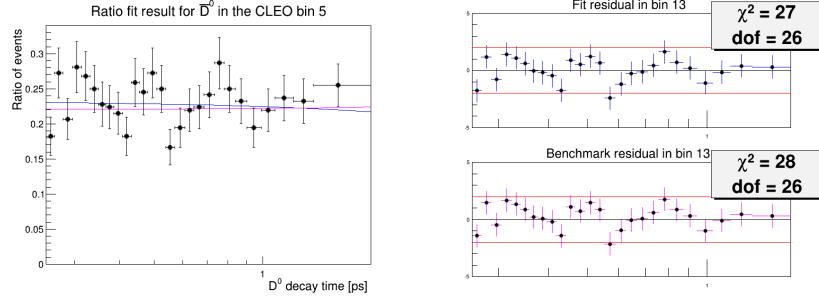 Ratio fit result for D̅⁰ in the CLEO bin 5
Ratio of events
0.3
0.25
0.2
0.15
0.1
0.05
0
1
D⁰ decay time [ps]
Fit residual in bin 13
χ² = 27
dof = 26
5
0
-5
1
Benchmark residual in bin 13
χ² = 28
dof = 26
5
0
-5
1